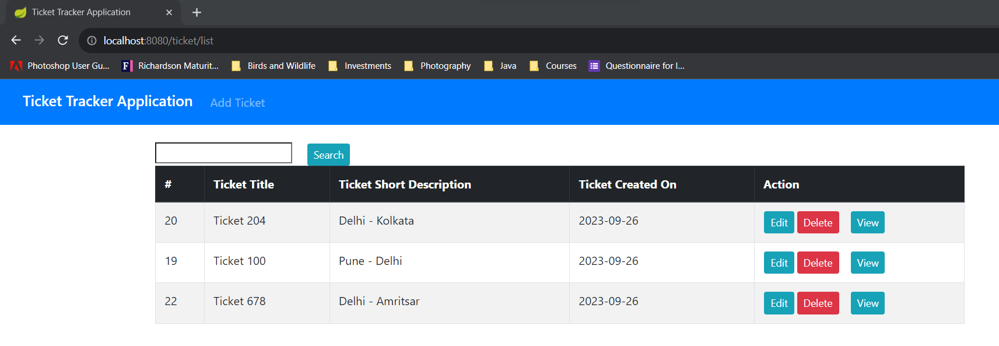 Ticket Tracker Application
localhost:8080/ticket/list
Photoshop User Gu... Richardson Maturit... Birds and Wildlife Investments Photography Java Courses Questionnaire for I...
Ticket Tracker Application Add Ticket
Search
# Ticket Title Ticket Short Description Ticket Created On Action
20 Ticket 204 Delhi - Kolkata 2023-09-26 Edit Delete View
19 Ticket 100 Pune - Delhi 2023-09-26 Edit Delete View
22 Ticket 678 Delhi - Amritsar 2023-09-26 Edit Delete View